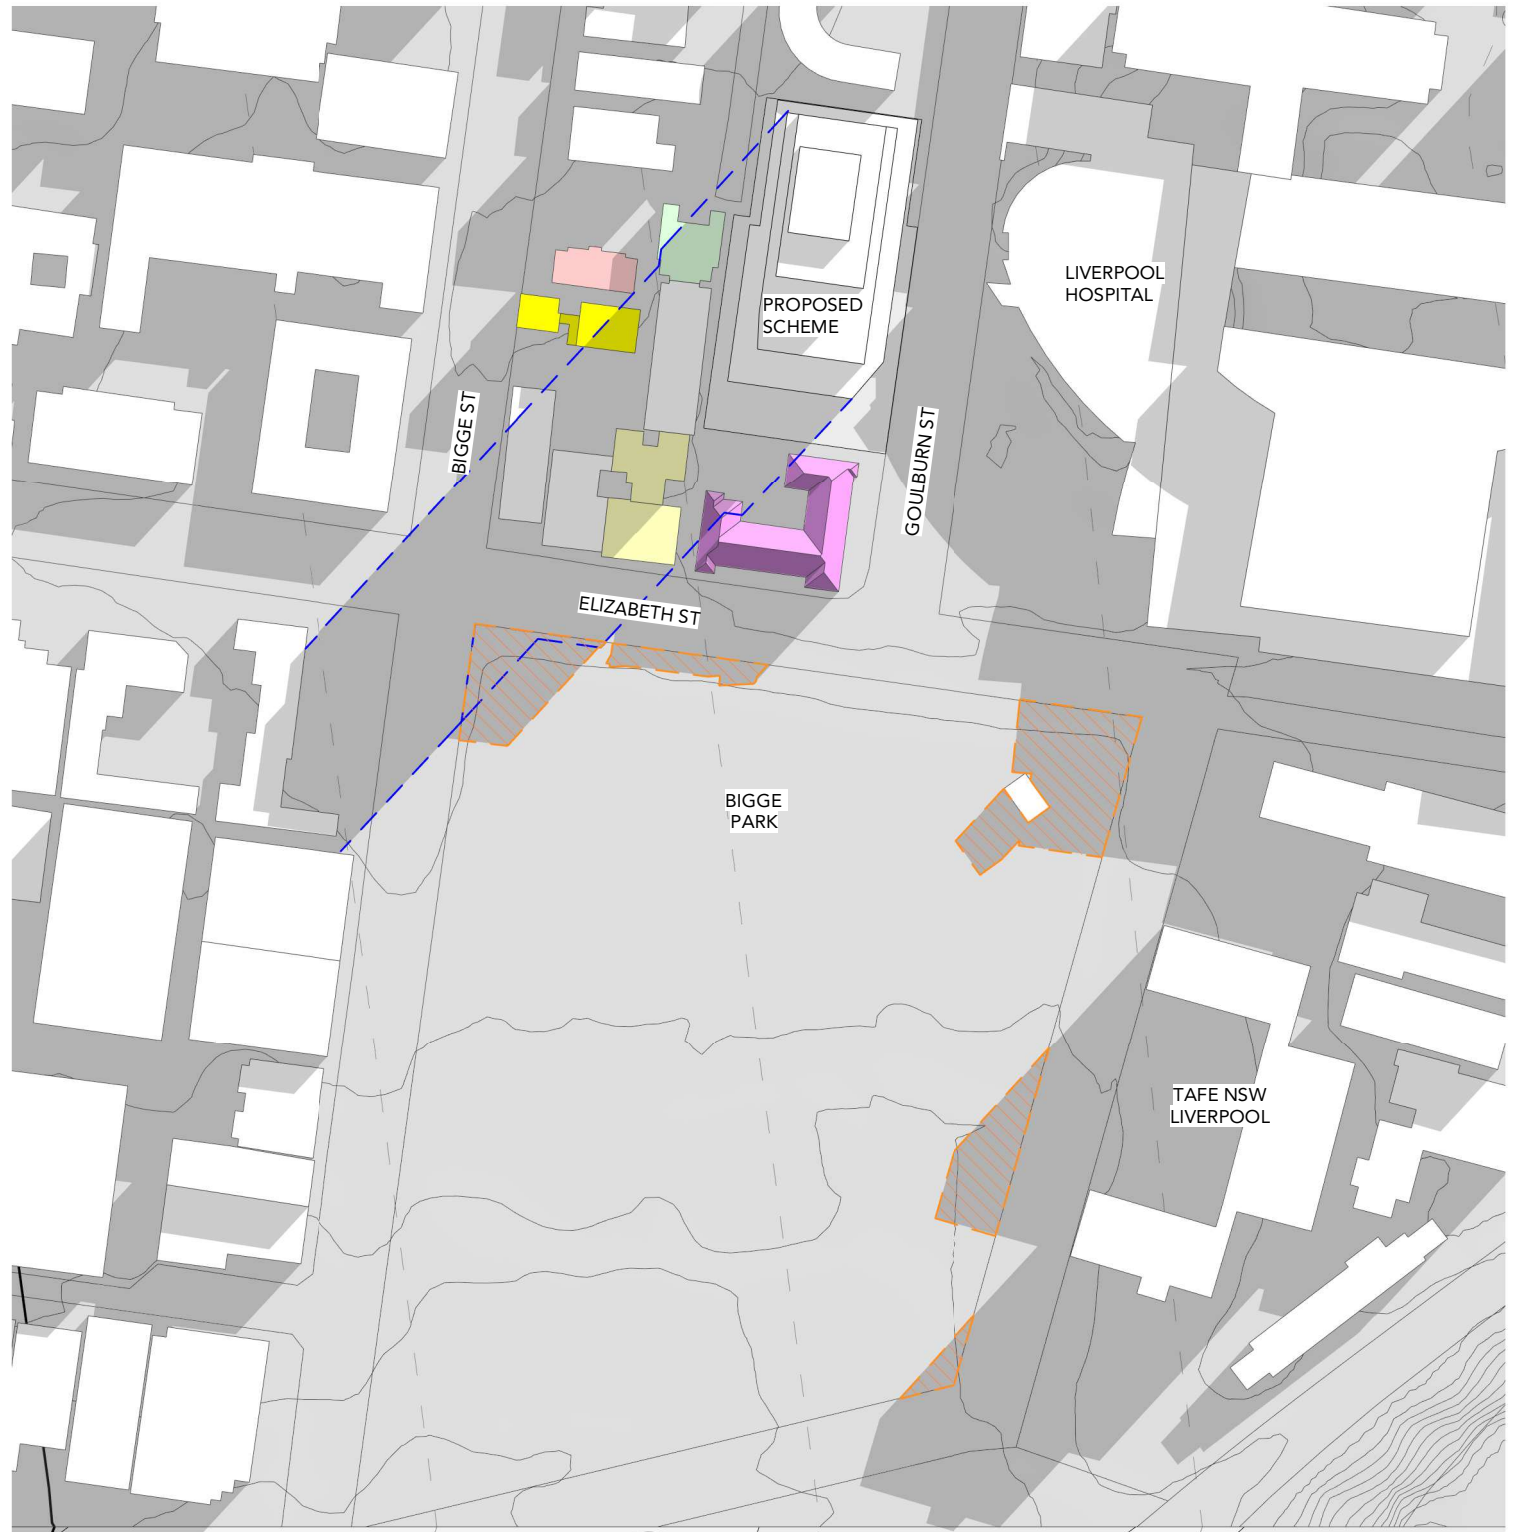 LIVERPOOL
HOSPITAL
PROPOSED
SCHEME
BIGGE ST
GOULBURN ST
ELIZABETH ST
BIGGE
PARK
TAFE NSW
LIVERPOOL